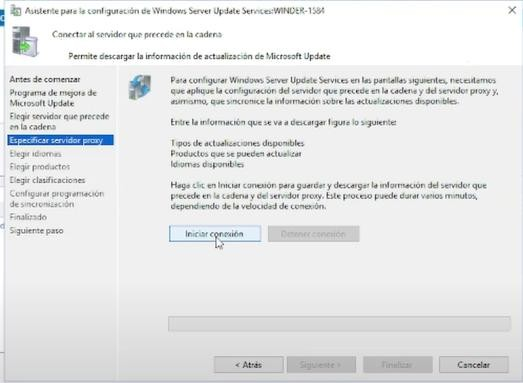 Asistente para la configuración de Windows Server Update Services:WINDER-1584
Conectar al servidor que precede en la cadena
Permite descargar la información de actualización de Microsoft Update
Antes de comenzar
Programa de mejora de
Microsoft Update
Elegir servidor que precede
en la cadena
Especificar servidor proxy
Elegir idiomas
Elegir productos
Elegir clasificaciones
Configurar programación
de sincronización
Finalizado
Siguiente paso
Para configurar Windows Server Update Services en las pantallas siguientes, necesitamos
que aplique la configuración del servidor que precede en la cadena y del servidor proxy y,
asimismo, que sincronice la información sobre las actualizaciones disponibles.
Entre la información que se va a descargar figura lo siguiente:
Tipos de actualizaciones disponibles
Productos que se pueden actualizar
Idiomas disponibles
Haga clic en Iniciar conexión para guardar y descargar la información del servidor que
precede en la cadena y del servidor proxy. Este proceso puede durar varios minutos,
dependiendo de la velocidad de conexión.
Iniciar conexión
Detener conexión
< Atrás
Siguiente >
Finalizar
Cancelar